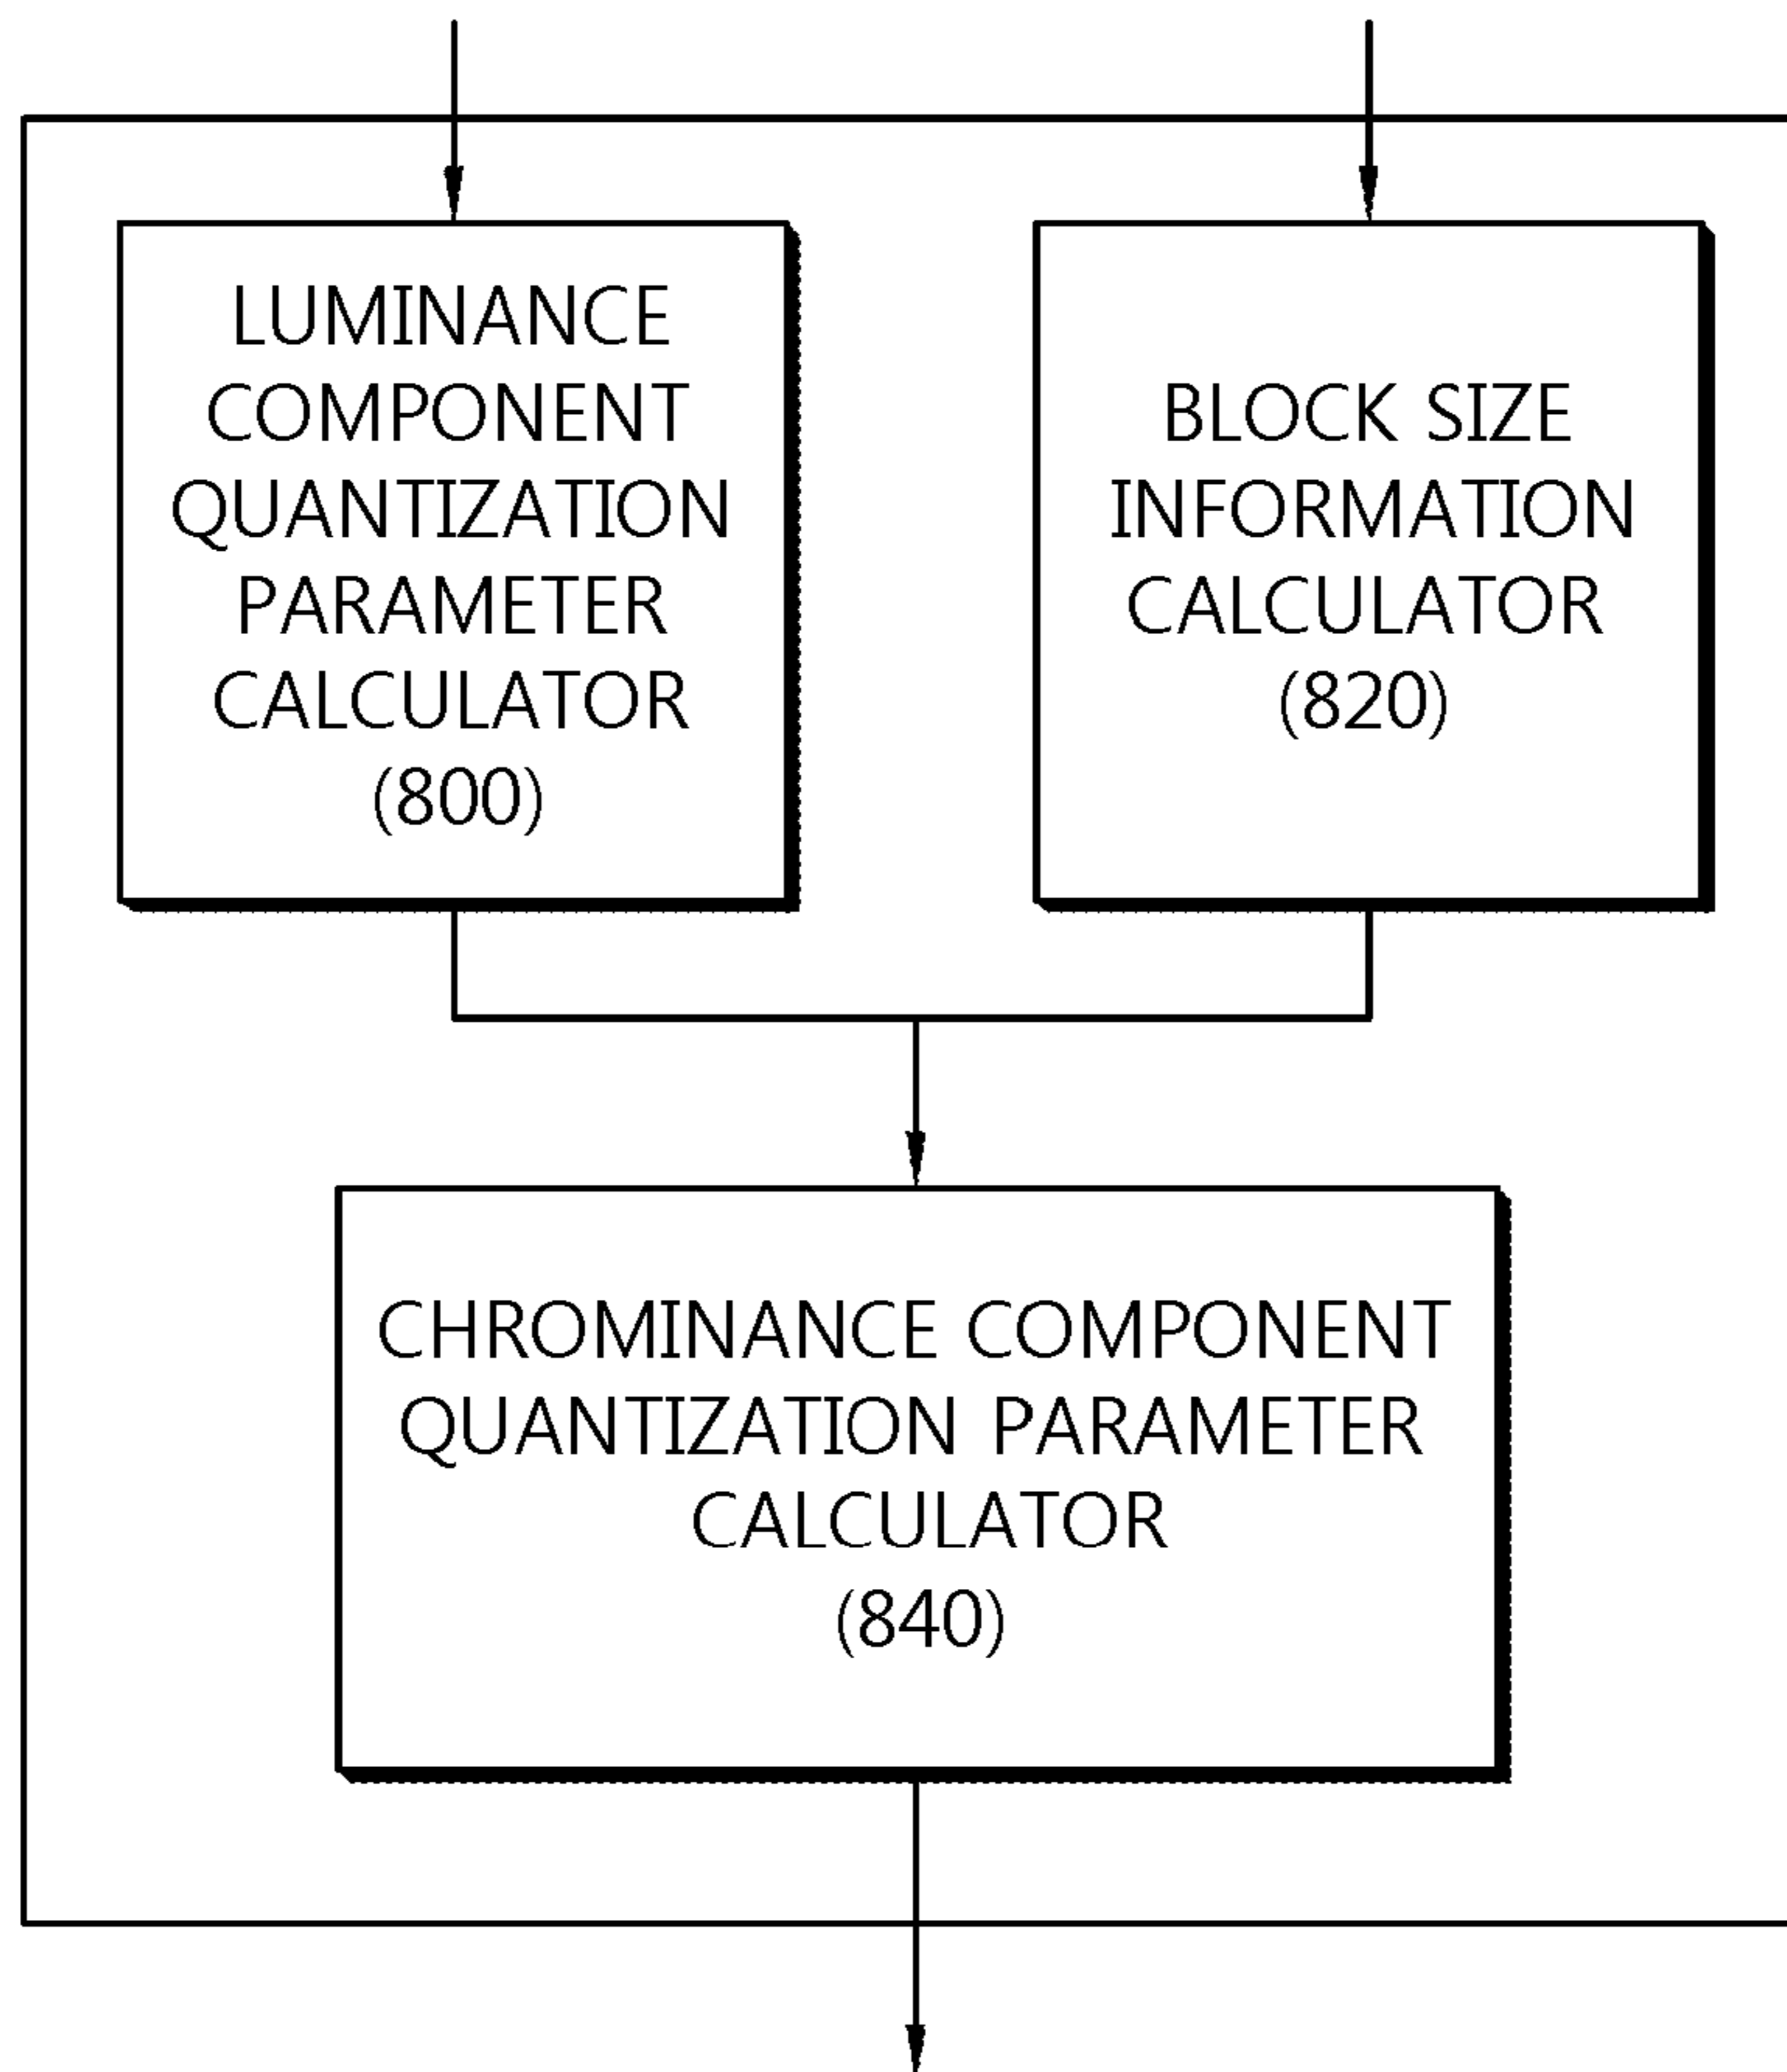 LUMINANCE
COMPONENT
QUANTIZATION
PARAMETER
CALCULATOR
(800)
BLOCK SIZE
INFORMATION
CALCULATOR
(820)
CHROMINANCE COMPONENT
QUANTIZATION PARAMETER
CALCULATOR
(840)